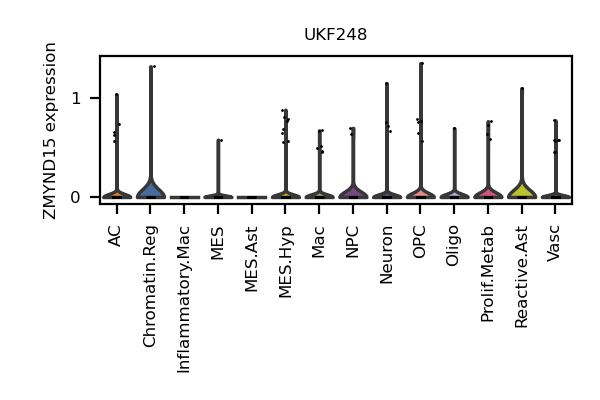 UKF248
ZMYND15 expression
1
0
AC
Chromatin.Reg
Inflammatory.Mac
MES
MES.Ast
MES.Hyp
Mac
NPC
Neuron
OPC
Oligo
Prolif.Metab
Reactive.Ast
Vasc